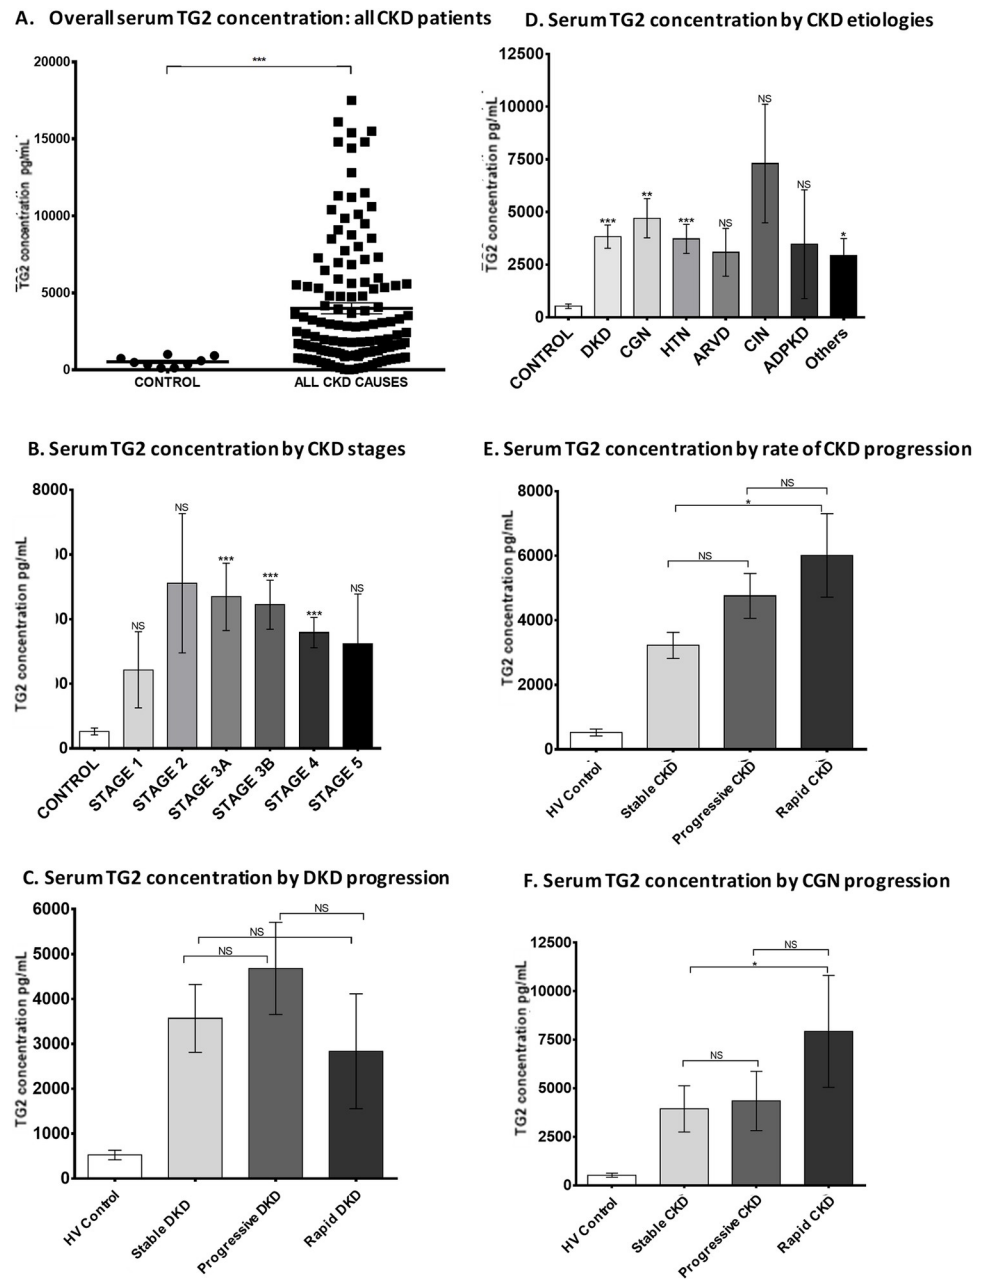 A. Overall serum TG2 concentration: all CKD patients
TG2 concentration pg/mL
20000
15000
10000
5000
0
***
CONTROL
ALL CKD CAUSES
D. Serum TG2 concentration by CKD etiologies
TG2 concentration pg/mL
12500
10000
7500
5000
2500
0
***
**
***
NS
NS
NS
*
CONTROL
DKD
CGN
HTN
ARVD
CIN
ADPKD
Others
B. Serum TG2 concentration by CKD stages
TG2 concentration pg/mL
8000
0
NS
NS
***
***
***
NS
CONTROL
STAGE 1
STAGE 2
STAGE 3A
STAGE 3B
STAGE 4
STAGE 5
E. Serum TG2 concentration by rate of CKD progression
TG2 concentration pg/mL
8000
6000
4000
2000
0
NS
*
NS
HV Control
Stable CKD
Progressive CKD
Rapid CKD
C. Serum TG2 concentration by DKD progression
TG2 concentration pg/mL
6000
5000
4000
3000
2000
1000
0
NS
NS
NS
HV Control
Stable DKD
Progressive DKD
Rapid DKD
F. Serum TG2 concentration by CGN progression
TG2 concentration pg/mL
12500
10000
7500
5000
2500
0
NS
*
NS
HV Control
Stable CKD
Progressive CKD
Rapid CKD